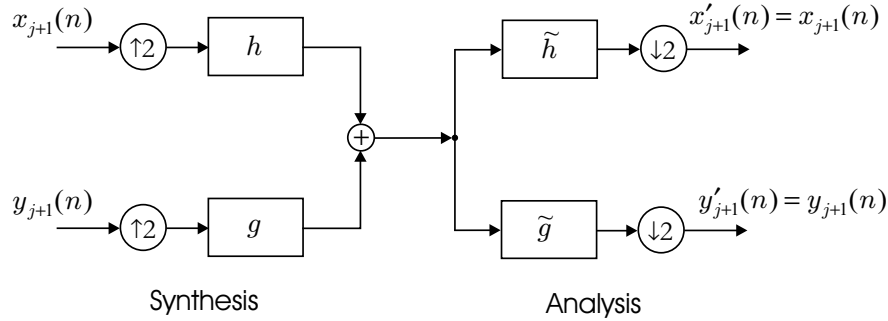 x_{j+1}(n) ↑2 h h̃ ↓2 x′_{j+1}(n) = x_{j+1}(n)
+
y_{j+1}(n) ↑2 g g̃ ↓2 y′_{j+1}(n) = y_{j+1}(n)
Synthesis Analysis